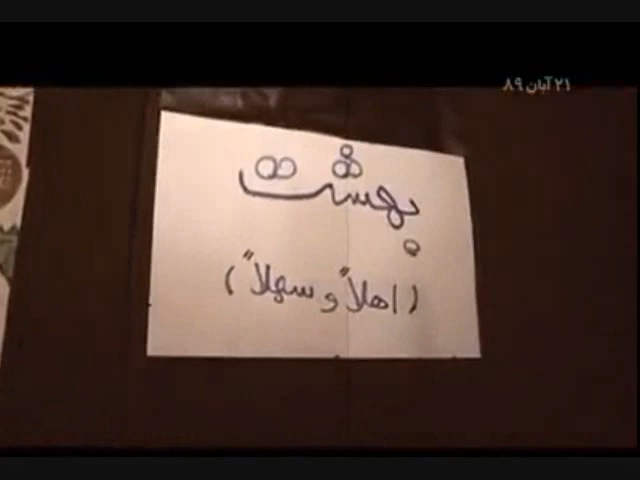 ۲۱ آبان ۸۹
بهشت
(اهلاً و سهلاً)